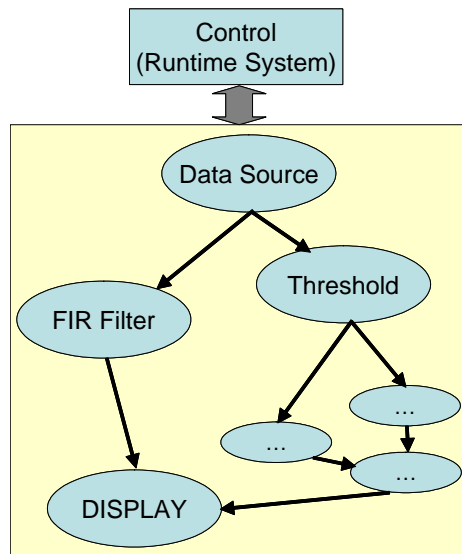 Control
(Runtime System)
Data Source
Threshold
FIR Filter
...
...
...
DISPLAY